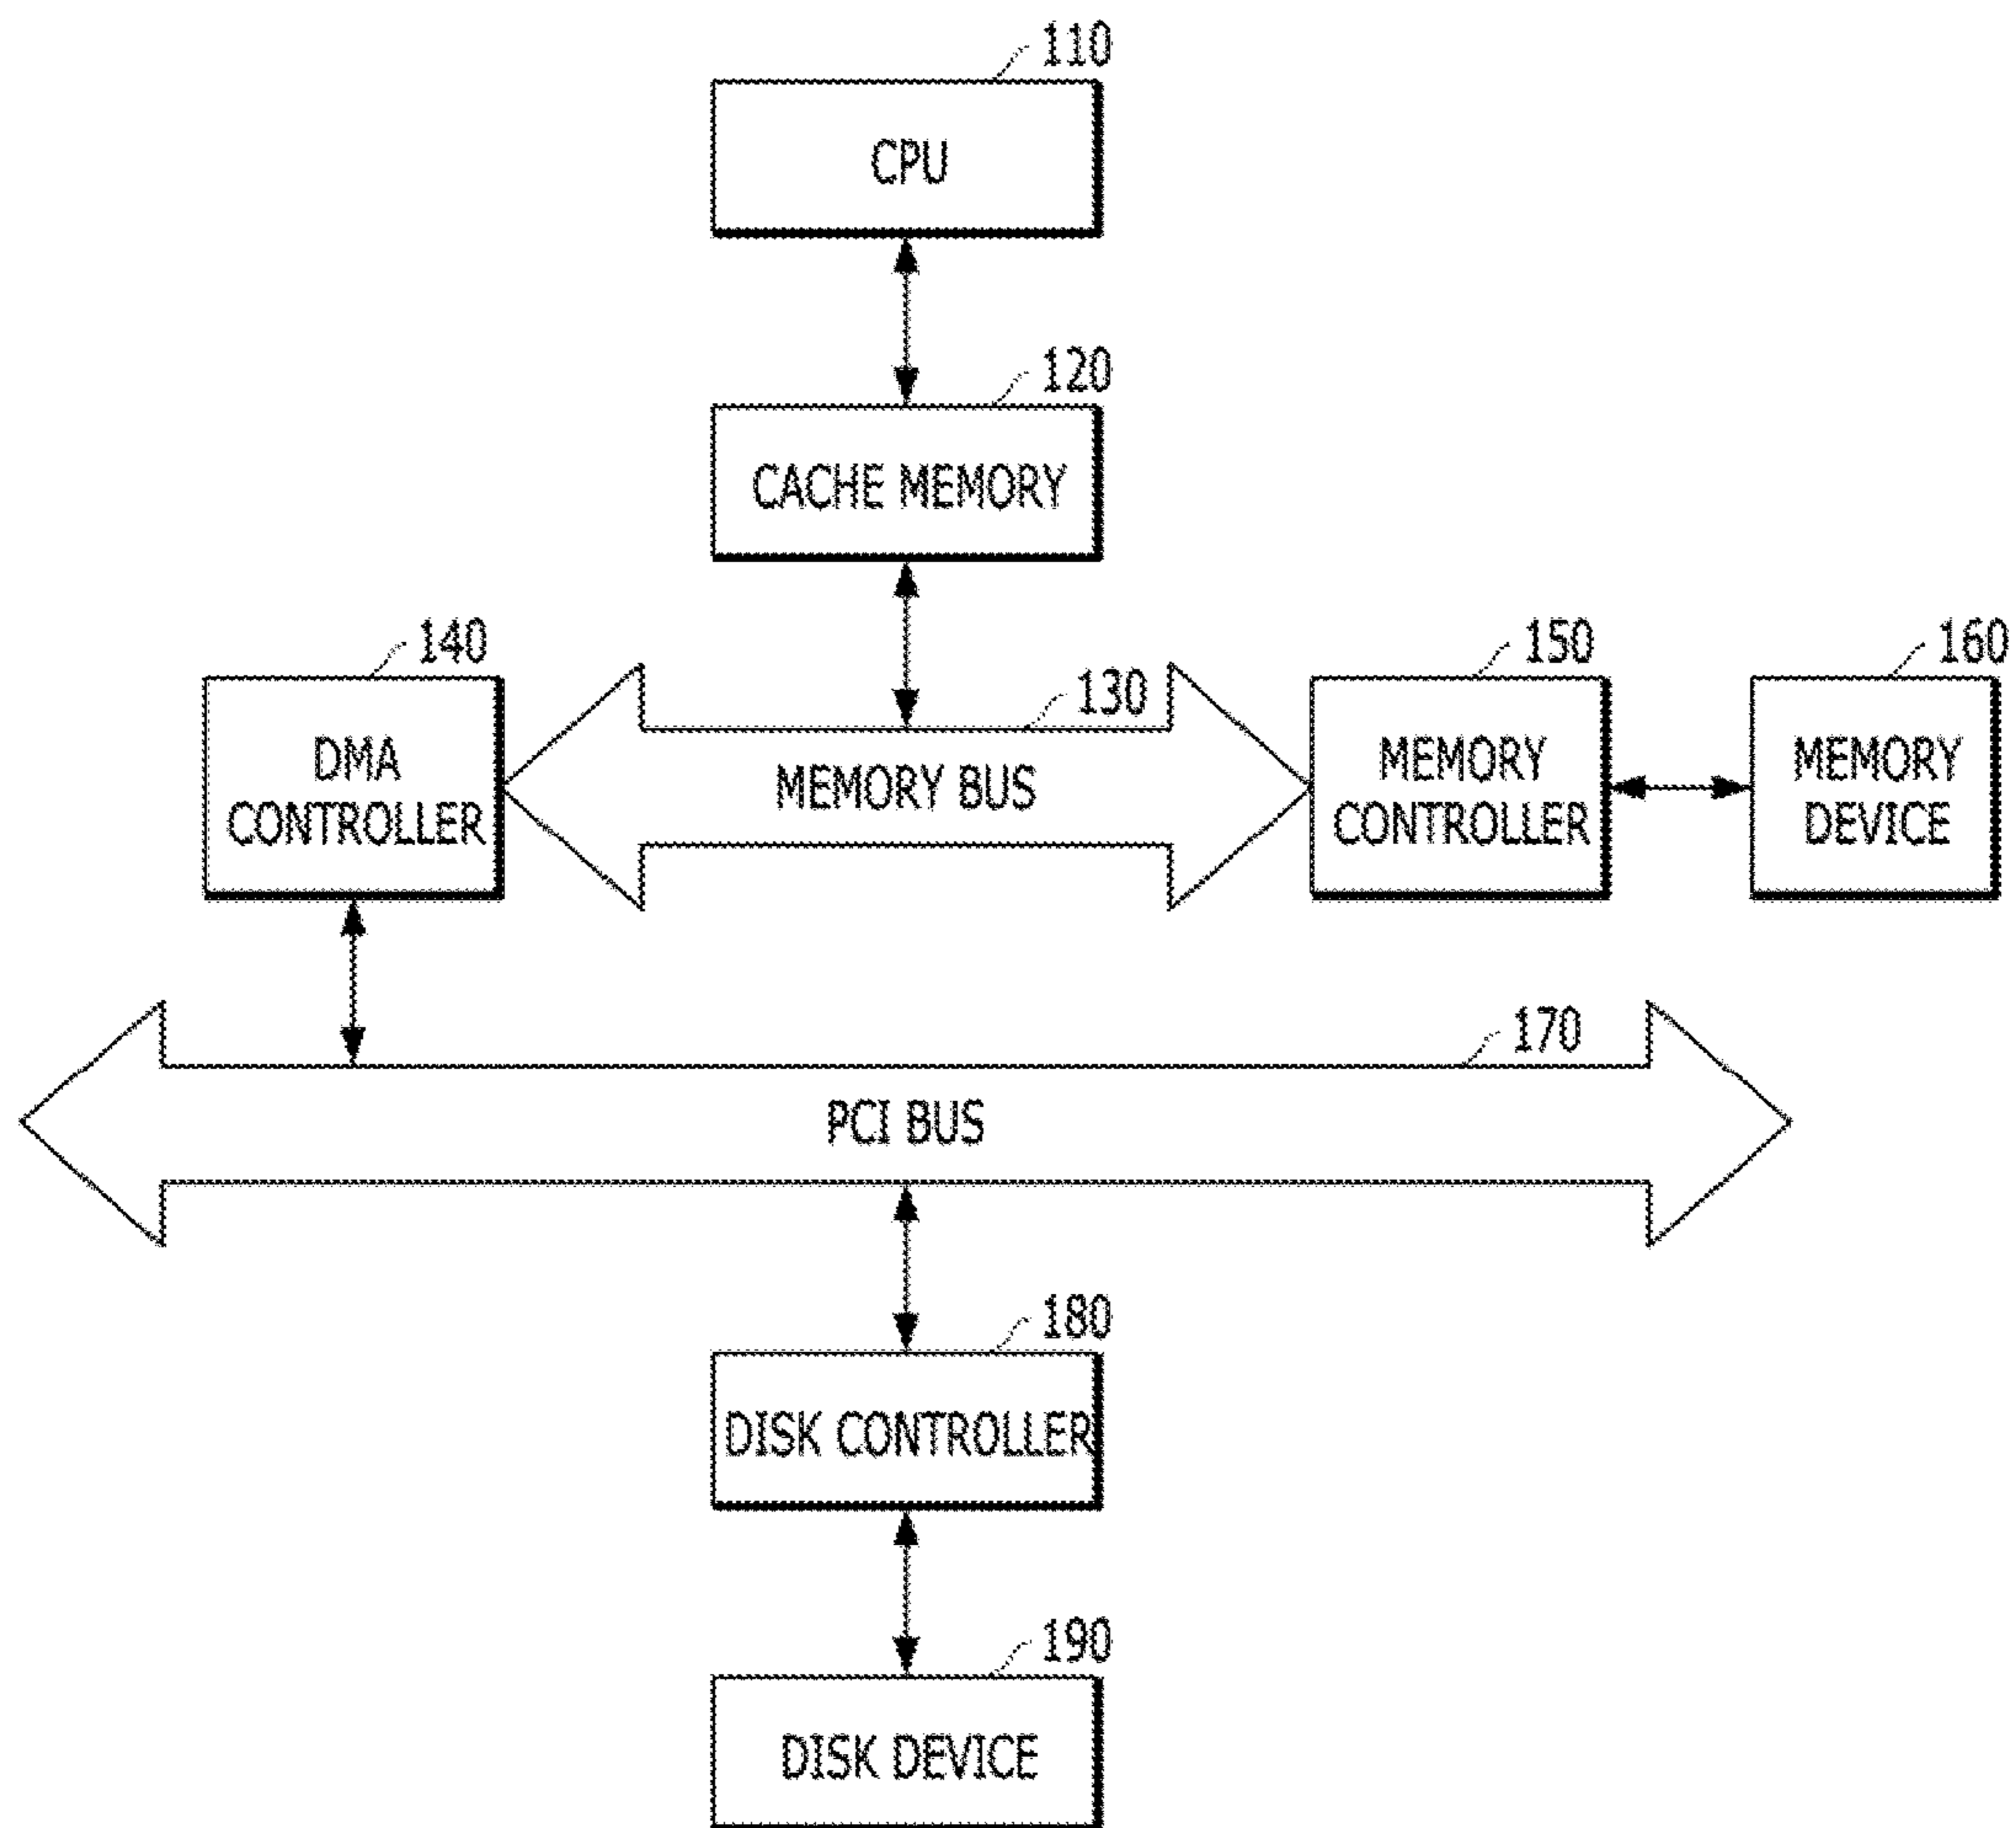 110
CPU
120
CACHE MEMORY
140
130
150
160
DMA
CONTROLLER
MEMORY BUS
MEMORY
CONTROLLER
MEMORY
DEVICE
170
PCI BUS
180
DISK CONTROLLER
190
DISK DEVICE